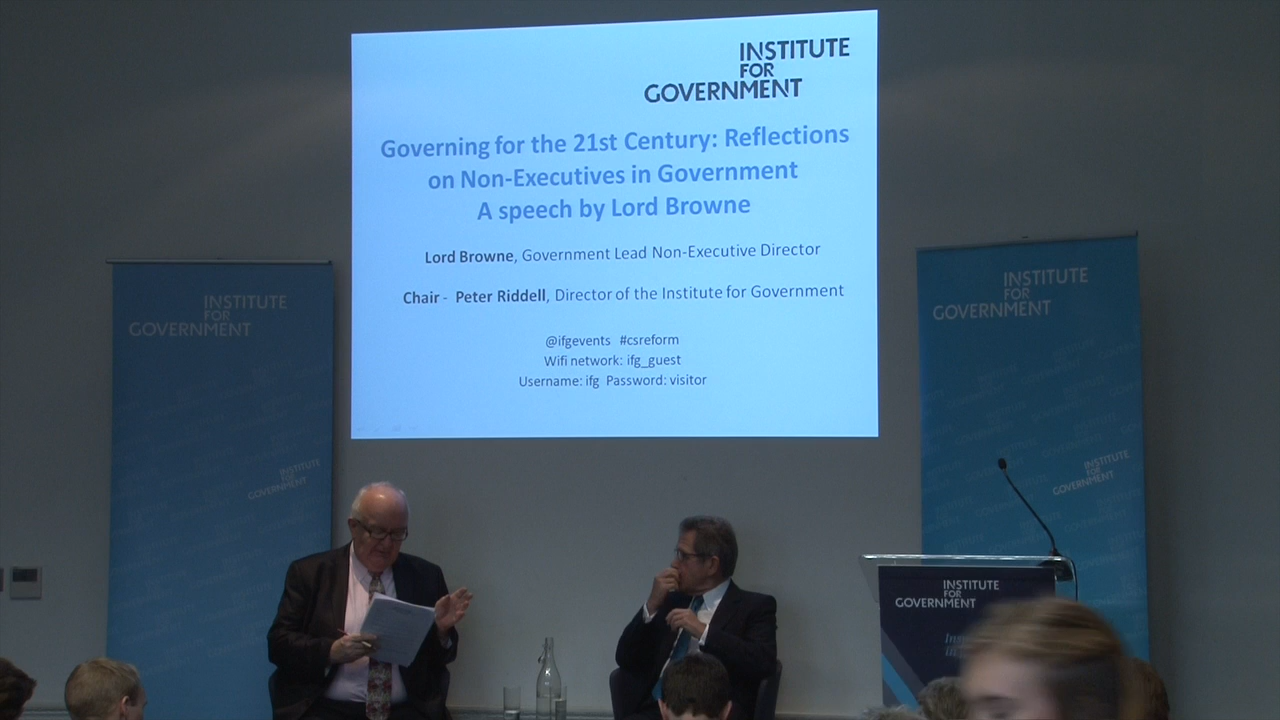 INSTITUTE
FOR
GOVERNMENT
Governing for the 21st Century: Reflections
on Non-Executives in Government
A speech by Lord Browne
Lord Browne, Government Lead Non-Executive Director
Chair - Peter Riddell, Director of the Institute for Government
@ifgevents #csreform
Wifi network: ifg_guest
Username: ifg Password: visitor
INSTITUTE
FOR
GOVERNMENT
INSTITUTE
FOR
GOVERNMENT
INSTITUTE
FOR
GOVERNMENT
INSTITUTE
FOR
GOVERNMENT
INSTITUTE
FOR
GOVERNMENT